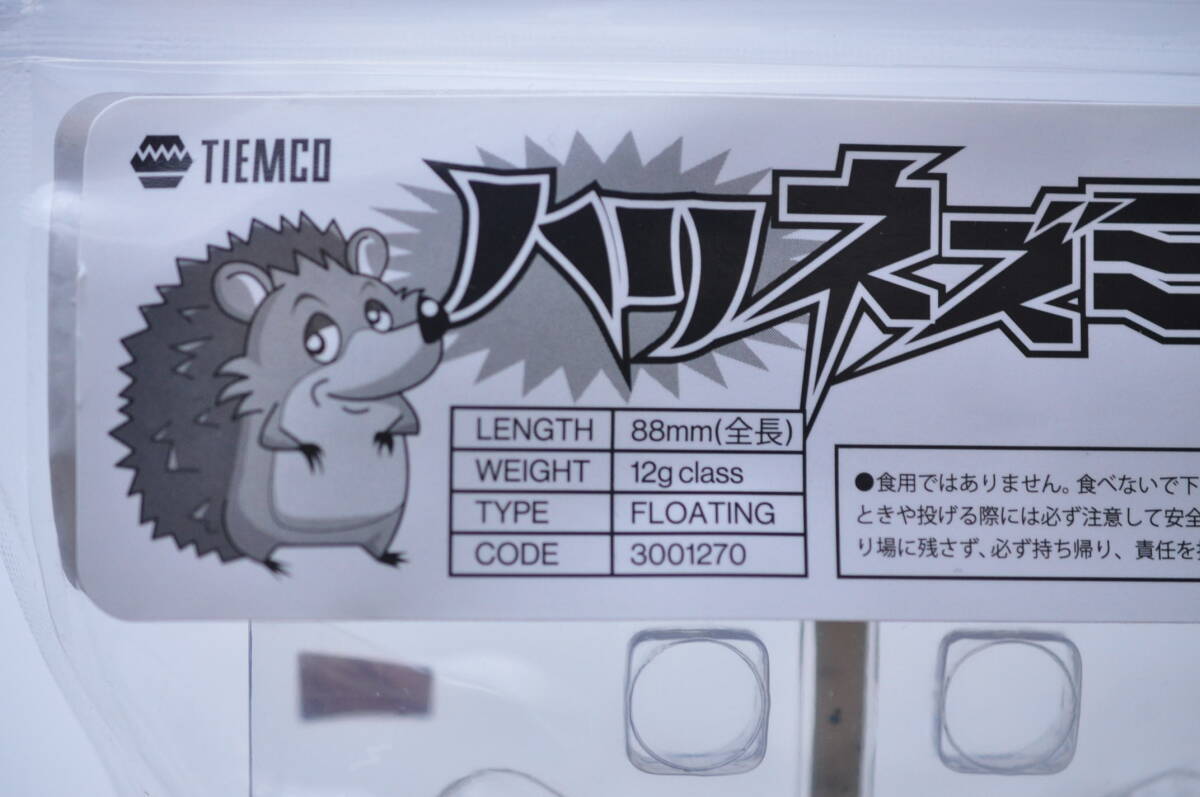 TIEMCO
ハリネズミ
LENGTH 88mm(全長)
WEIGHT 12g class
TYPE FLOATING
CODE 3001270
●食用ではありません。食べないで下
ときや投げる際には必ず注意して安全
り場に残さず、必ず持ち帰り、責任を